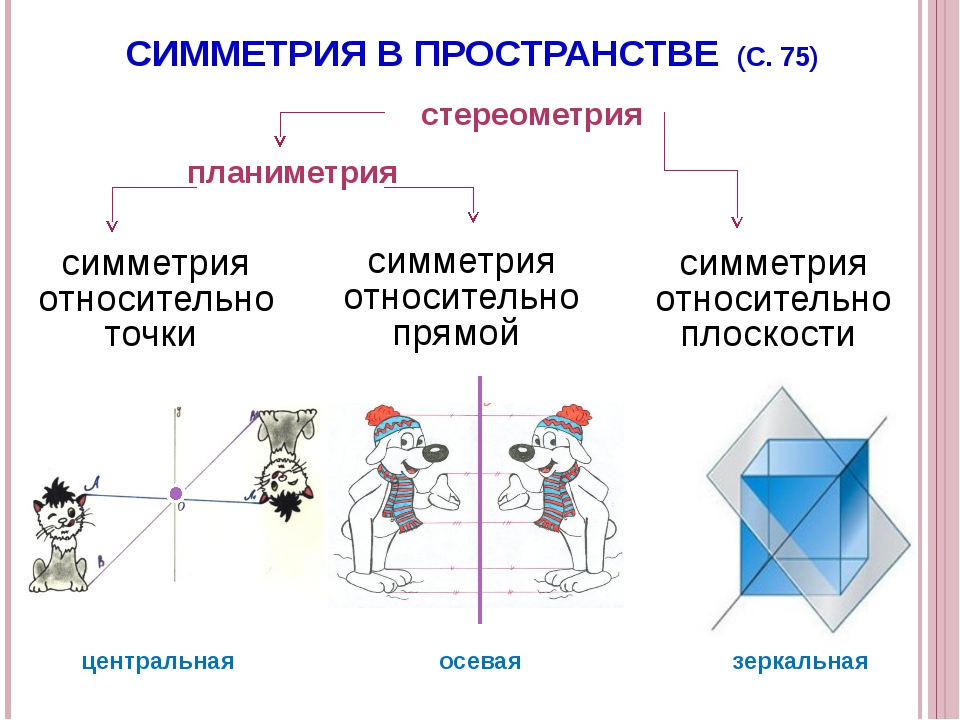 СИММЕТРИЯ В ПРОСТРАНСТВЕ (С. 75)
стереометрия
планиметрия
симметрия
относительно
точки
симметрия
относительно
прямой
симметрия
относительно
плоскости
A
O
B
центральная
осевая
зеркальная